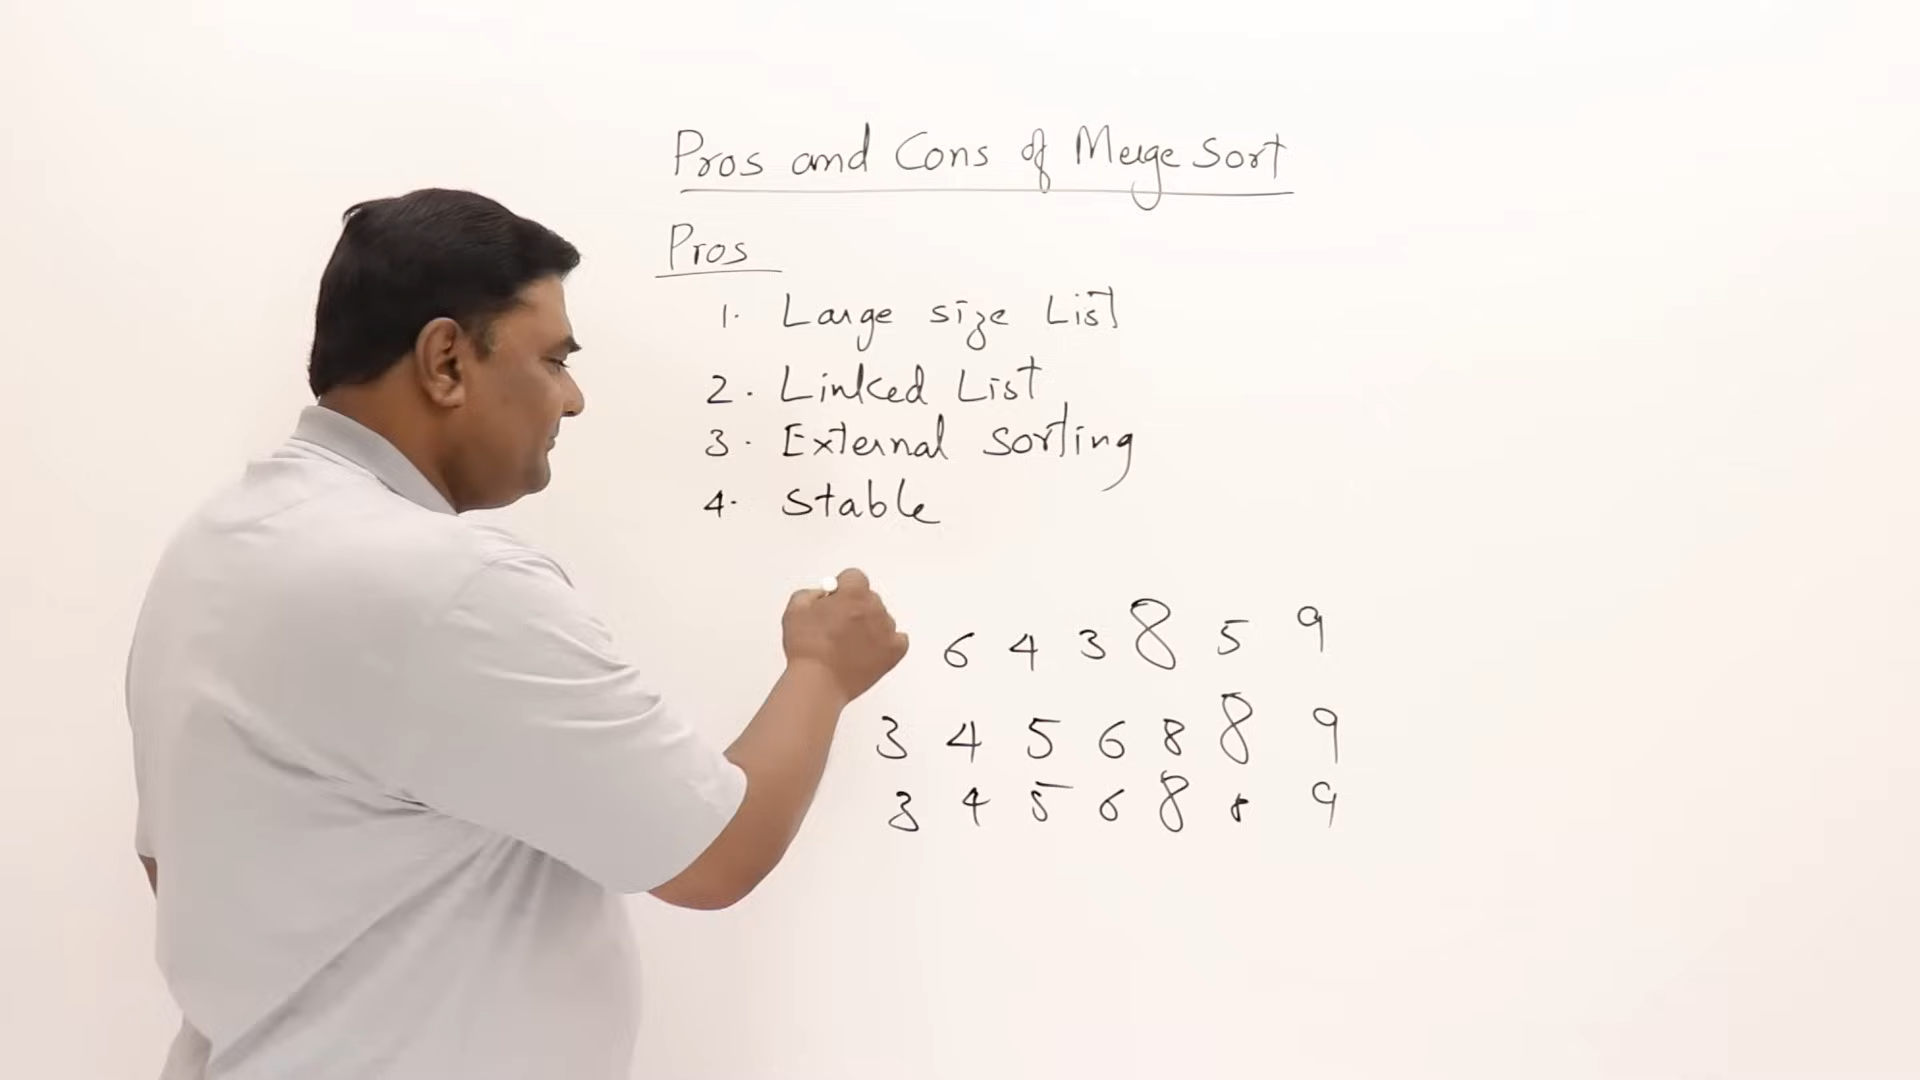 Pros and Cons of Merge Sort
Pros
1. Large size List
2. Linked List
3. External Sorting
4. Stable
6 4 3 8 5 9
3 4 5 6 8 8 9
3 4 5 6 8 8 9